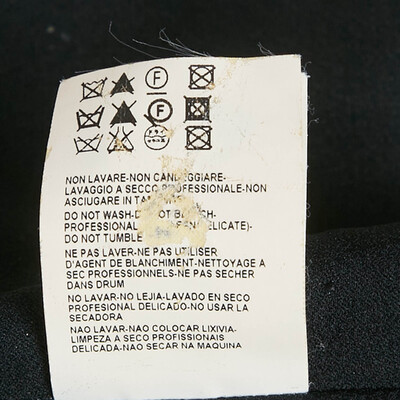 F
F
NON LAVARE-NON CANDEGGIARE-
LAVAGGIO A SECCO PROFESSIONALE-NON
ASCIUGARE IN
DO NOT WASH-DO NOT
PROFESSIONAL
DO NOT TUMBLE
NE PAS LAVER-NE PAS UTILISER
D'AGENT DE BLANCHIMENT-NETTOYAGE A
SEC PROFESSIONNELS-NE PAS SECHER
DANS DRUM
NO LAVAR-NO LEJIA-LAVADO EN SECO
PROFESIONAL DELICADO-NO USAR LA
SECADORA
NAO LAVAR-NAO COLOCAR LIXIVIA-
LIMPEZA A SECO PROFISSIONAIS
DELICADA-NAO SECAR NA MAQUINA